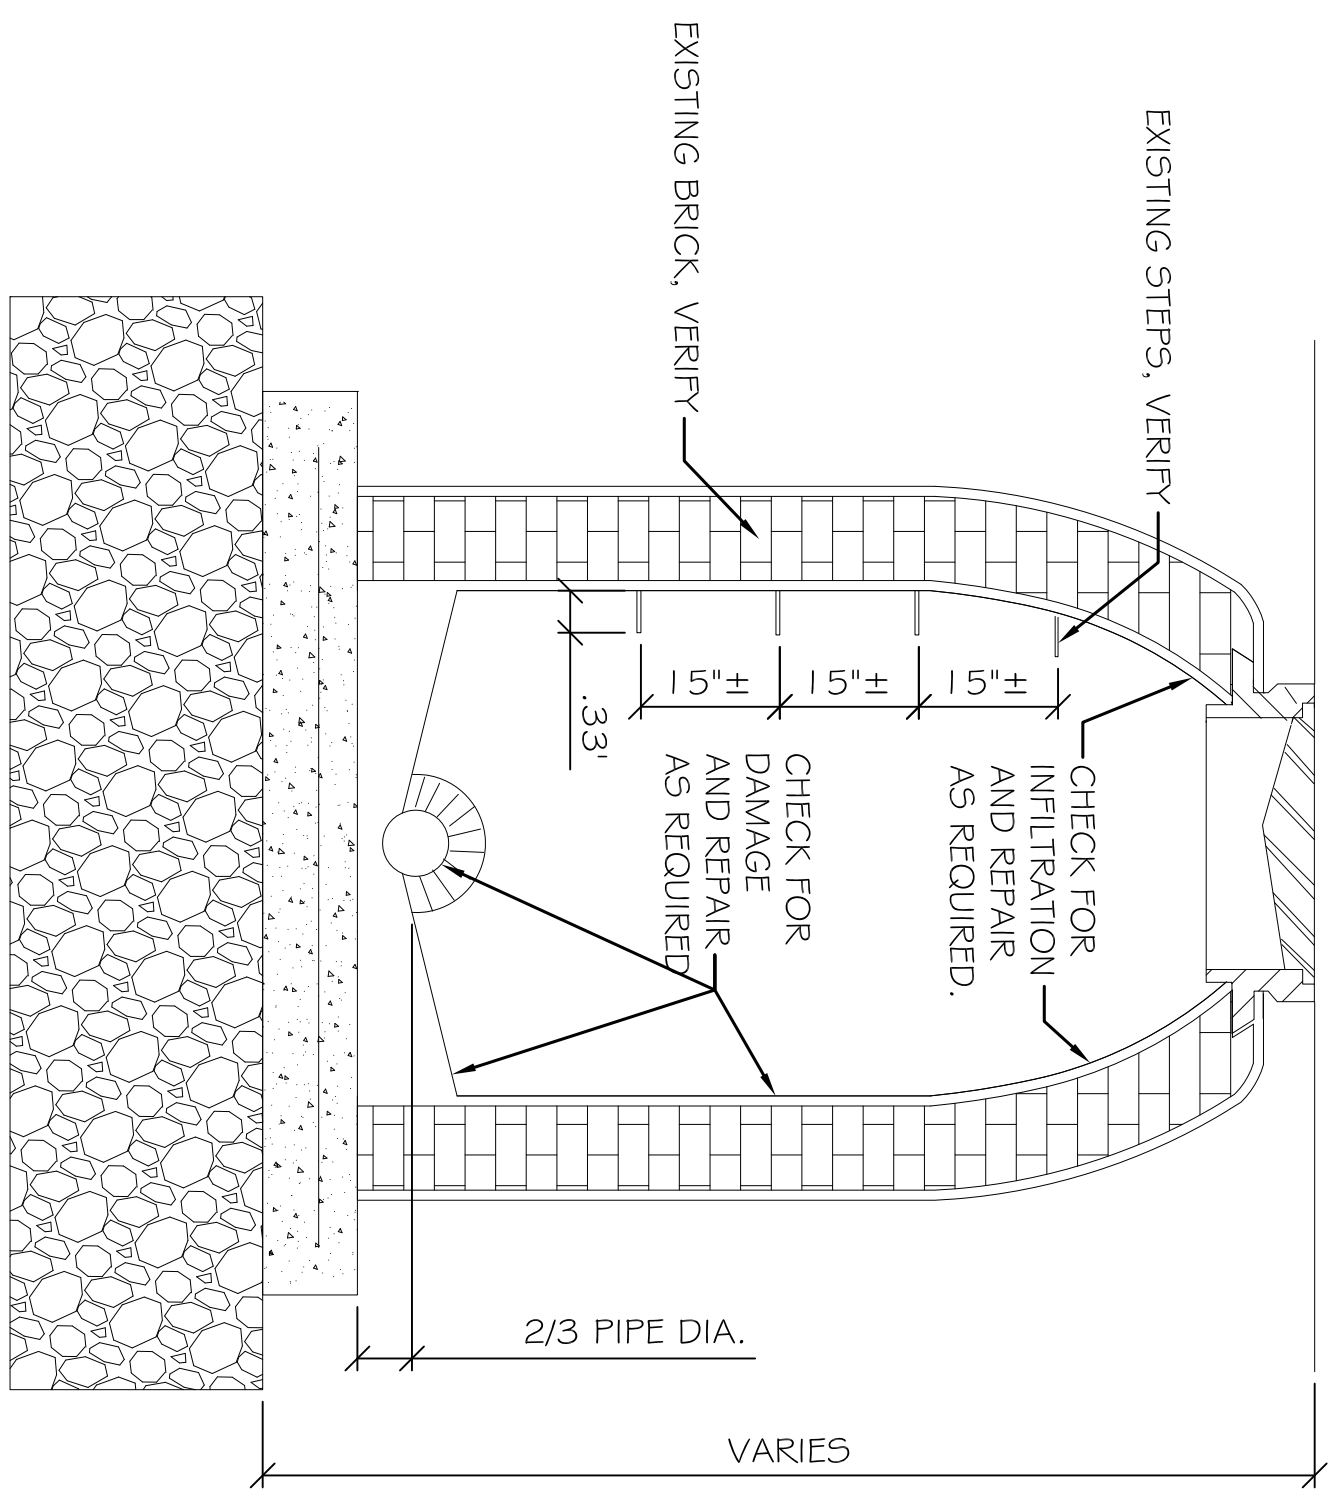 EXISTING STEPS, VERIFY
EXISTING BRICK, VERIFY
CHECK FOR
INFILTRATION
AND REPAIR
AS REQUIRED.
CHECK FOR
DAMAGE
AND REPAIR
AS REQUIRED
15"±
15"±
15"±
.33'
2/3 PIPE DIA.
VARIES